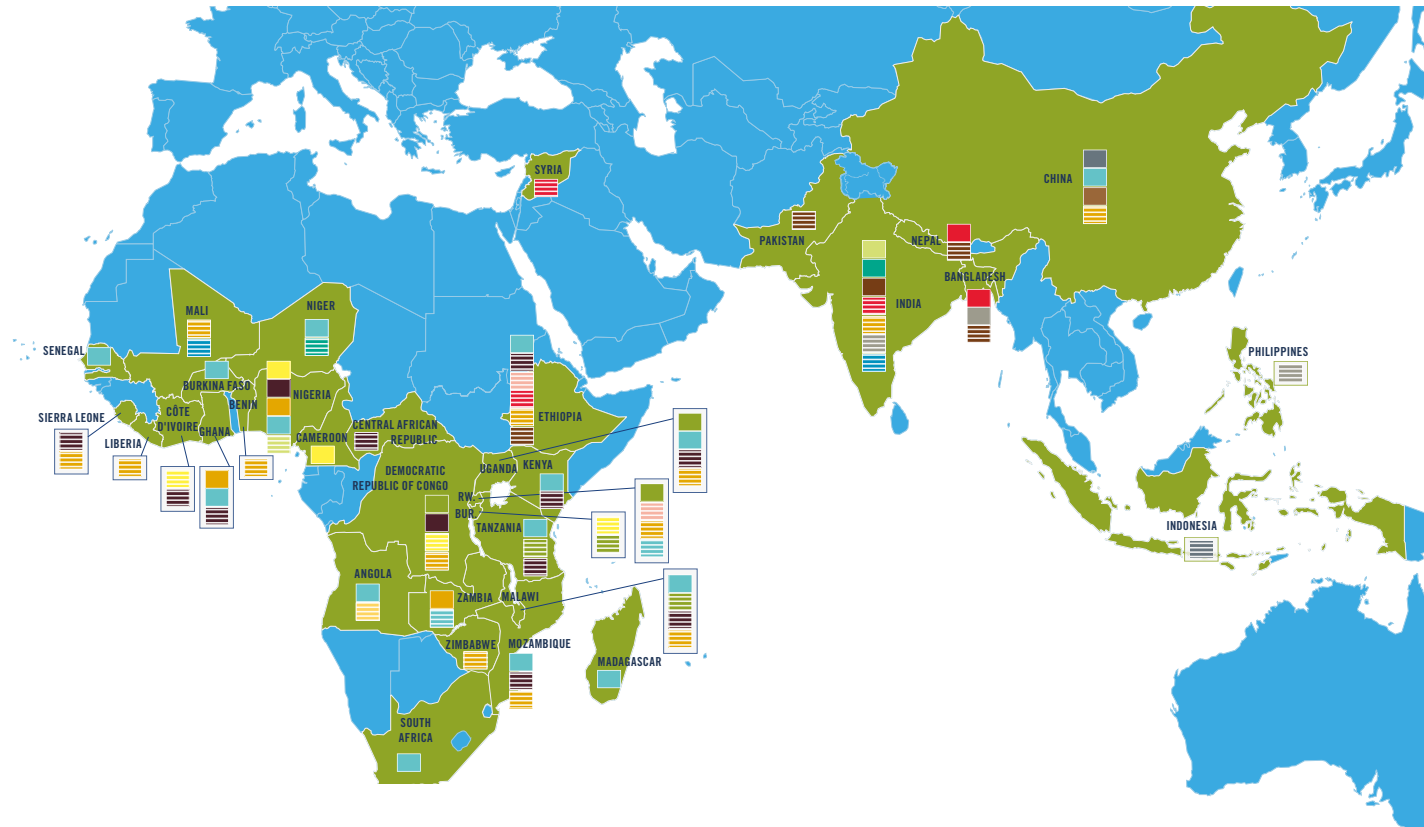 SYRIA
CHINA
PAKISTAN
NEPAL
BANGLADESH
INDIA
MALI
NIGER
SENEGAL
BURKINA FASO
BENIN
NIGERIA
SIERRA LEONE
CÔTE
D'IVOIRE
GHANA
LIBERIA
CAMEROON
CENTRAL AFRICAN
REPUBLIC
ETHIOPIA
PHILIPPINES
DEMOCRATIC
REPUBLIC OF CONGO
UGANDA
KENYA
RW.
BUR.
TANZANIA
INDONESIA
ANGOLA
ZAMBIA
MALAWI
ZIMBABWE
MOZAMBIQUE
MADAGASCAR
SOUTH
AFRICA